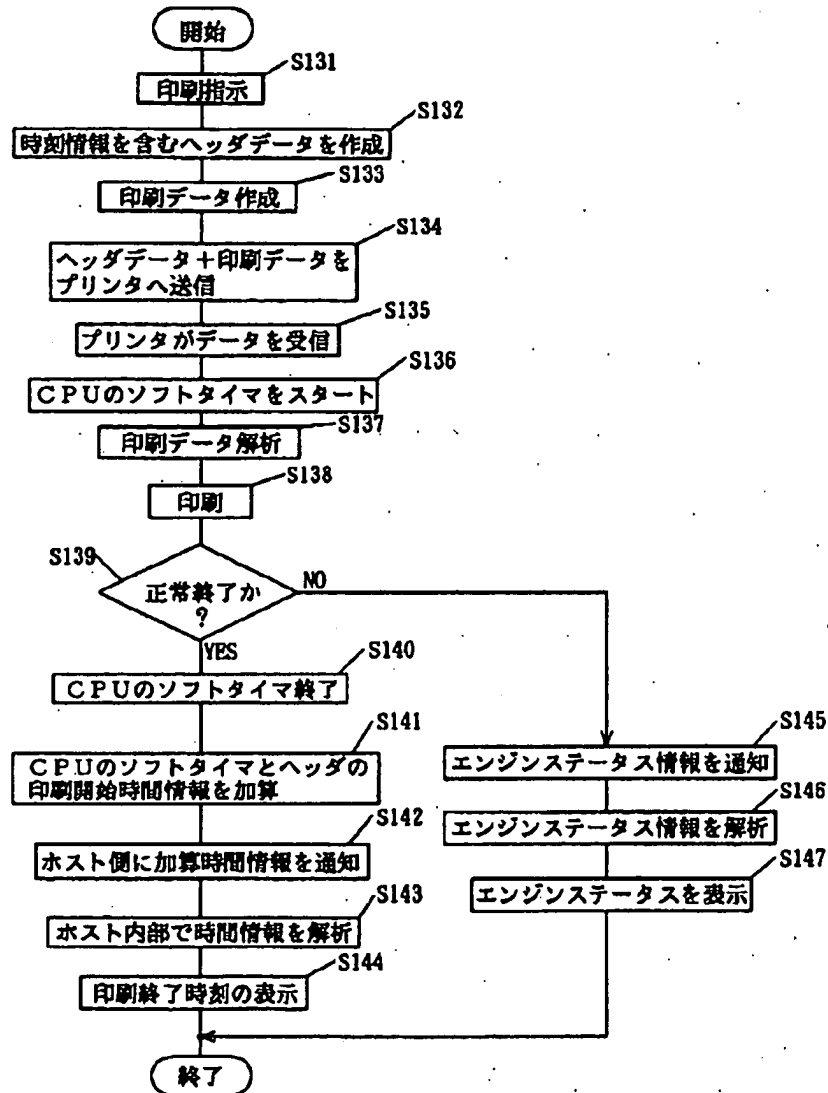 開始
S131
印刷指示
S132
時刻情報を含むヘッダデータを作成
S133
印刷データ作成
S134
ヘッダデータ+印刷データを
プリンタへ送信
S135
プリンタがデータを受信
S136
CPUのソフトタイマをスタート
S137
印刷データ解析
S138
印刷
S139
正常終了か
?
NO
YES
S140
CPUのソフトタイマ終了
S141
CPUのソフトタイマとヘッダの
印刷開始時間情報を加算
S142
ホスト側に加算時間情報を通知
S143
ホスト内部で時間情報を解析
S144
印刷終了時刻の表示
S145
エンジンステータス情報を通知
S146
エンジンステータス情報を解析
S147
エンジンステータスを表示
終了